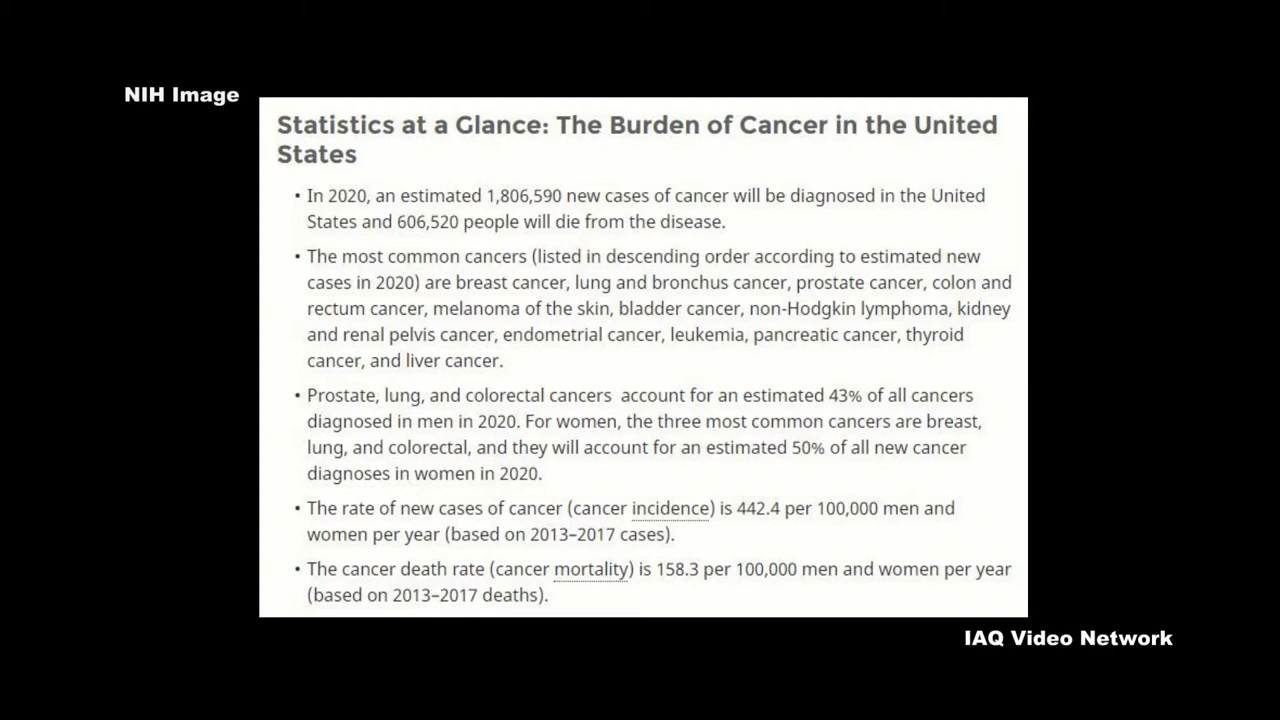 NIH Image
Statistics at a Glance: The Burden of Cancer in the United
States
• In 2020, an estimated 1,806,590 new cases of cancer will be diagnosed in the United
States and 606,520 people will die from the disease.
• The most common cancers (listed in descending order according to estimated new
cases in 2020) are breast cancer, lung and bronchus cancer, prostate cancer, colon and
rectum cancer, melanoma of the skin, bladder cancer, non-Hodgkin lymphoma, kidney
and renal pelvis cancer, endometrial cancer, leukemia, pancreatic cancer, thyroid
cancer, and liver cancer.
• Prostate, lung, and colorectal cancers account for an estimated 43% of all cancers
diagnosed in men in 2020. For women, the three most common cancers are breast,
lung, and colorectal, and they will account for an estimated 50% of all new cancer
diagnoses in women in 2020.
• The rate of new cases of cancer (cancer incidence) is 442.4 per 100,000 men and
women per year (based on 2013–2017 cases).
• The cancer death rate (cancer mortality) is 158.3 per 100,000 men and women per year
(based on 2013–2017 deaths).
IAQ Video Network